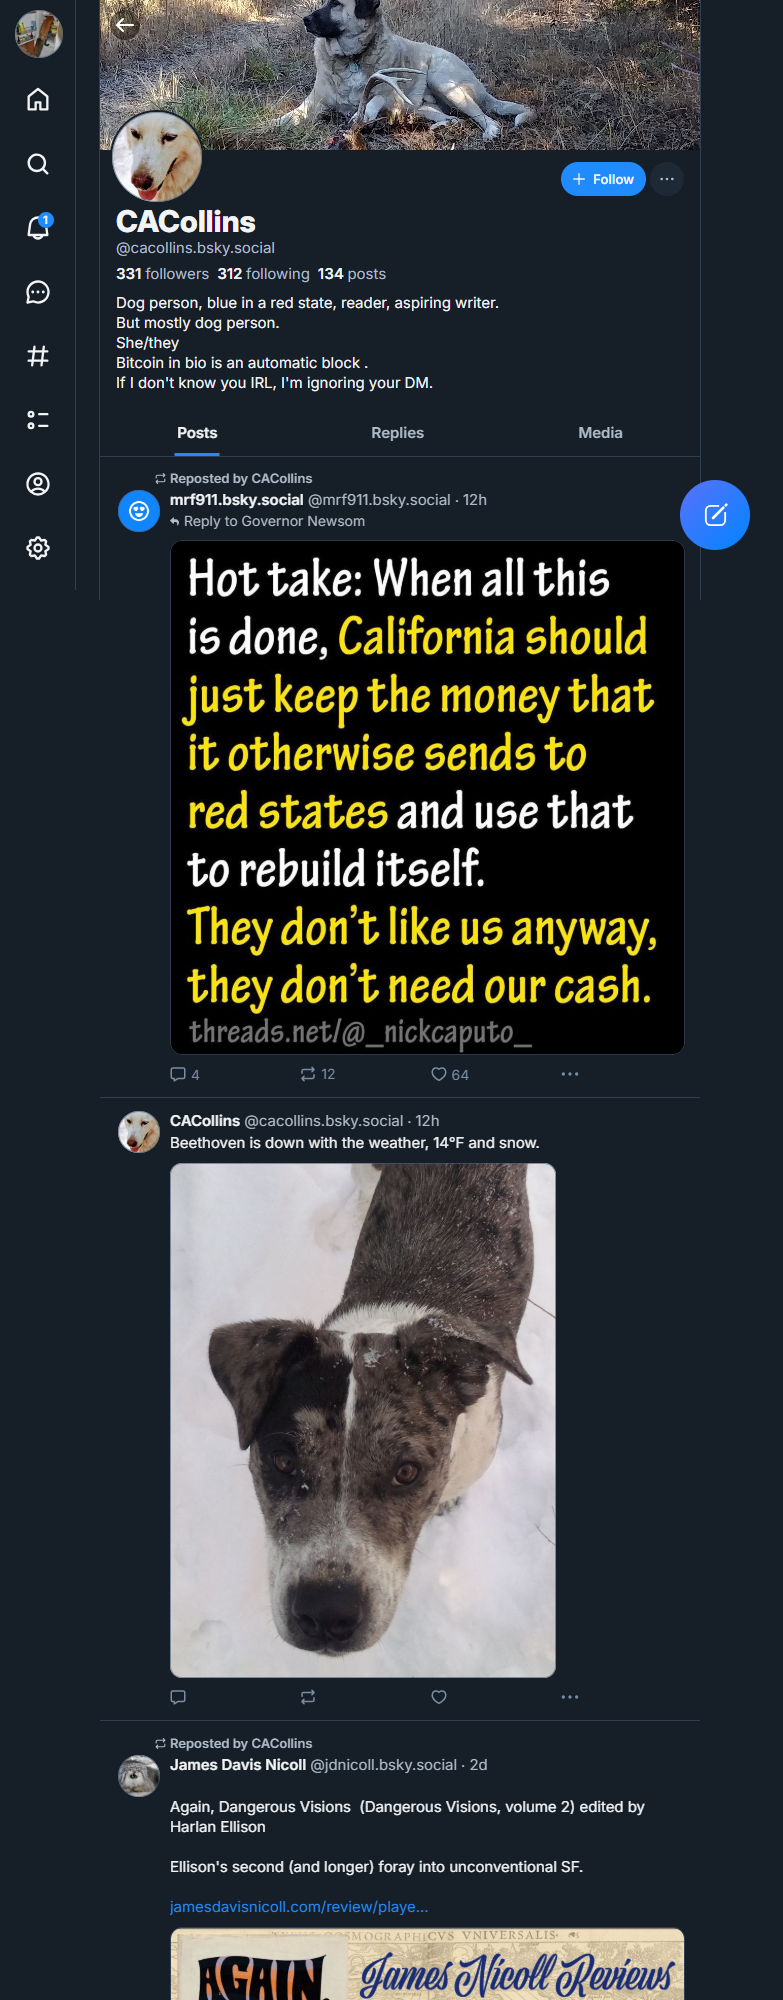 1
+ Follow
CACollins
@cacollins.bsky.social
331 followers 312 following 134 posts
Dog person, blue in a red state, reader, aspiring writer.
But mostly dog person.
She/they
Bitcoin in bio is an automatic block .
If I don't know you IRL, I'm ignoring your DM.
Posts Replies Media
Reposted by CACollins
mrf911.bsky.social @mrf911.bsky.social · 12h
Reply to Governor Newsom
Hot take: When all this
is done, California should
just keep the money that
it otherwise sends to
red states and use that
to rebuild itself.
They don't like us anyway,
they don't need our cash.
threads.net/@_nickcaputo_
4 12 64
CACollins @cacollins.bsky.social · 12h
Beethoven is down with the weather, 14°F and snow.
Reposted by CACollins
James Davis Nicoll @jdnicoll.bsky.social · 2d
Again, Dangerous Visions (Dangerous Visions, volume 2) edited by
Harlan Ellison
Ellison's second (and longer) foray into unconventional SF.
jamesdavisnicoll.com/review/playe...
COSMOGRAPHICVS VNIVERSALIS
AGAIN,
James Nicoll Reviews